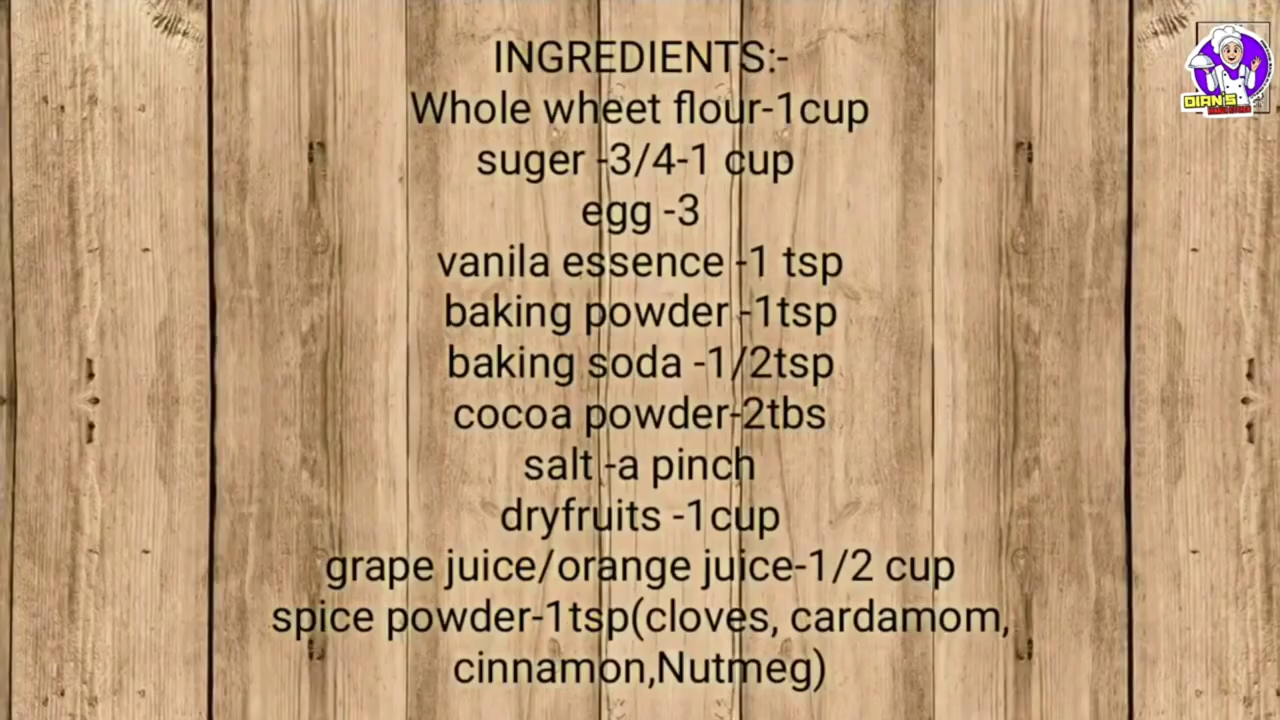 INGREDIENTS:-
Whole wheet flour-1cup
suger -3/4-1 cup
egg -3
vanila essence -1 tsp
baking powder -1tsp
baking soda -1/2tsp
cocoa powder-2tbs
salt -a pinch
dryfruits -1cup
grape juice/orange juice-1/2 cup
spice powder-1tsp(cloves, cardamom,
cinnamon,Nutmeg)
DIAN'S